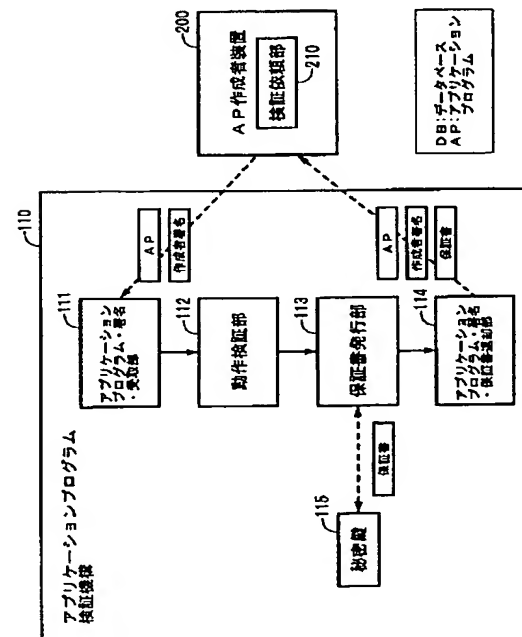 110
アプリケーションプログラム
検証機構
111
アプリケーション
プログラム・署名
・受取部
112
動作検証部
113
保証書発行部
114
アプリケーション
プログラム・署名
・保証書返却部
115
秘密鍵
保証書
AP
作成者署名
AP
作成者署名
保証書
200
AP作成者装置
検証依頼部
210
DB:データベース
AP:アプリケーション
プログラム